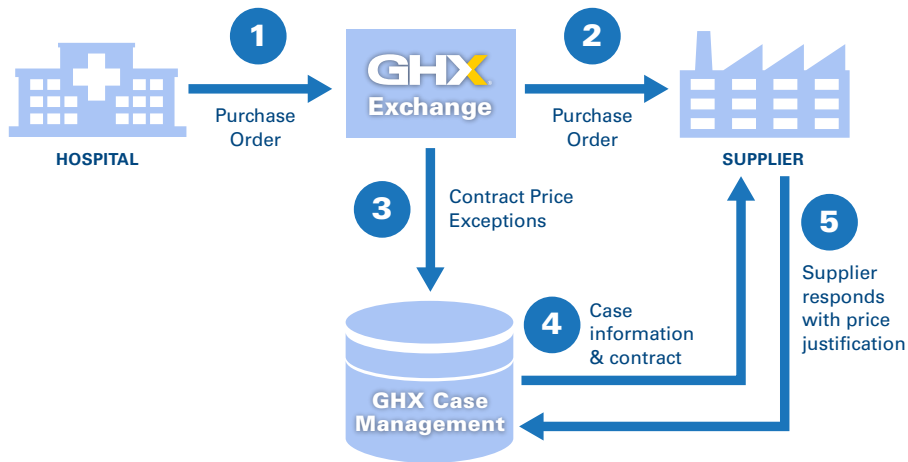 1
Purchase
Order
HOSPITAL
GHX
Exchange
2
Purchase
Order
SUPPLIER
3
Contract Price
Exceptions
4
Case
information
& contract
5
Supplier
responds
with price
justification
GHX Case
Management